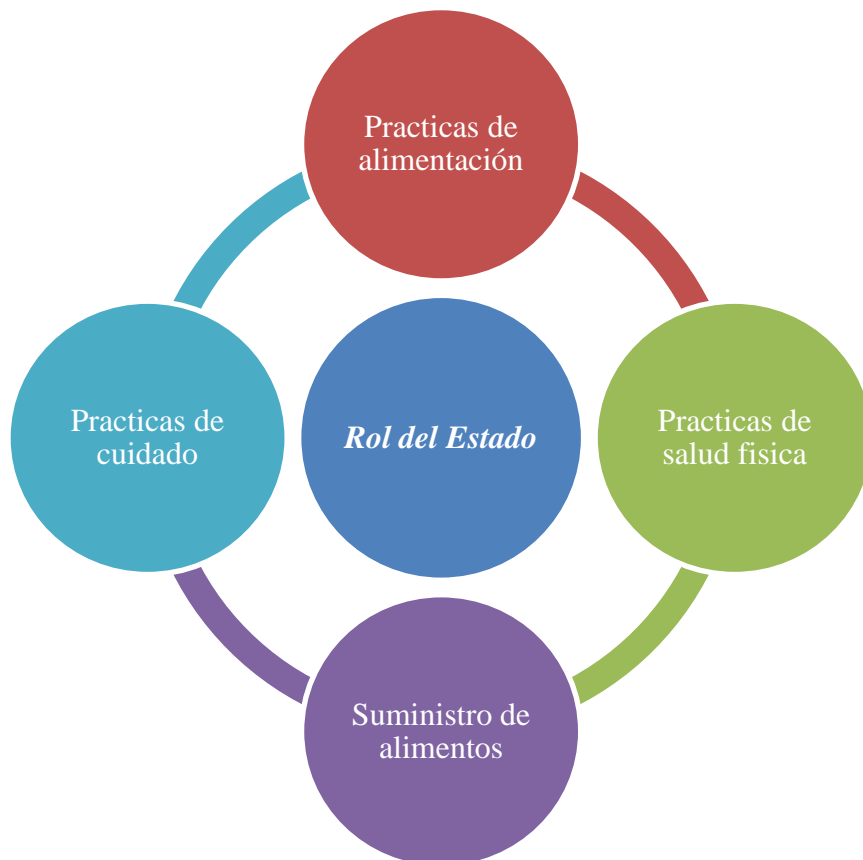 Practicas de
alimentación
Practicas de
cuidado
Rol del Estado
Practicas de
salud fisica
Suministro de
alimentos